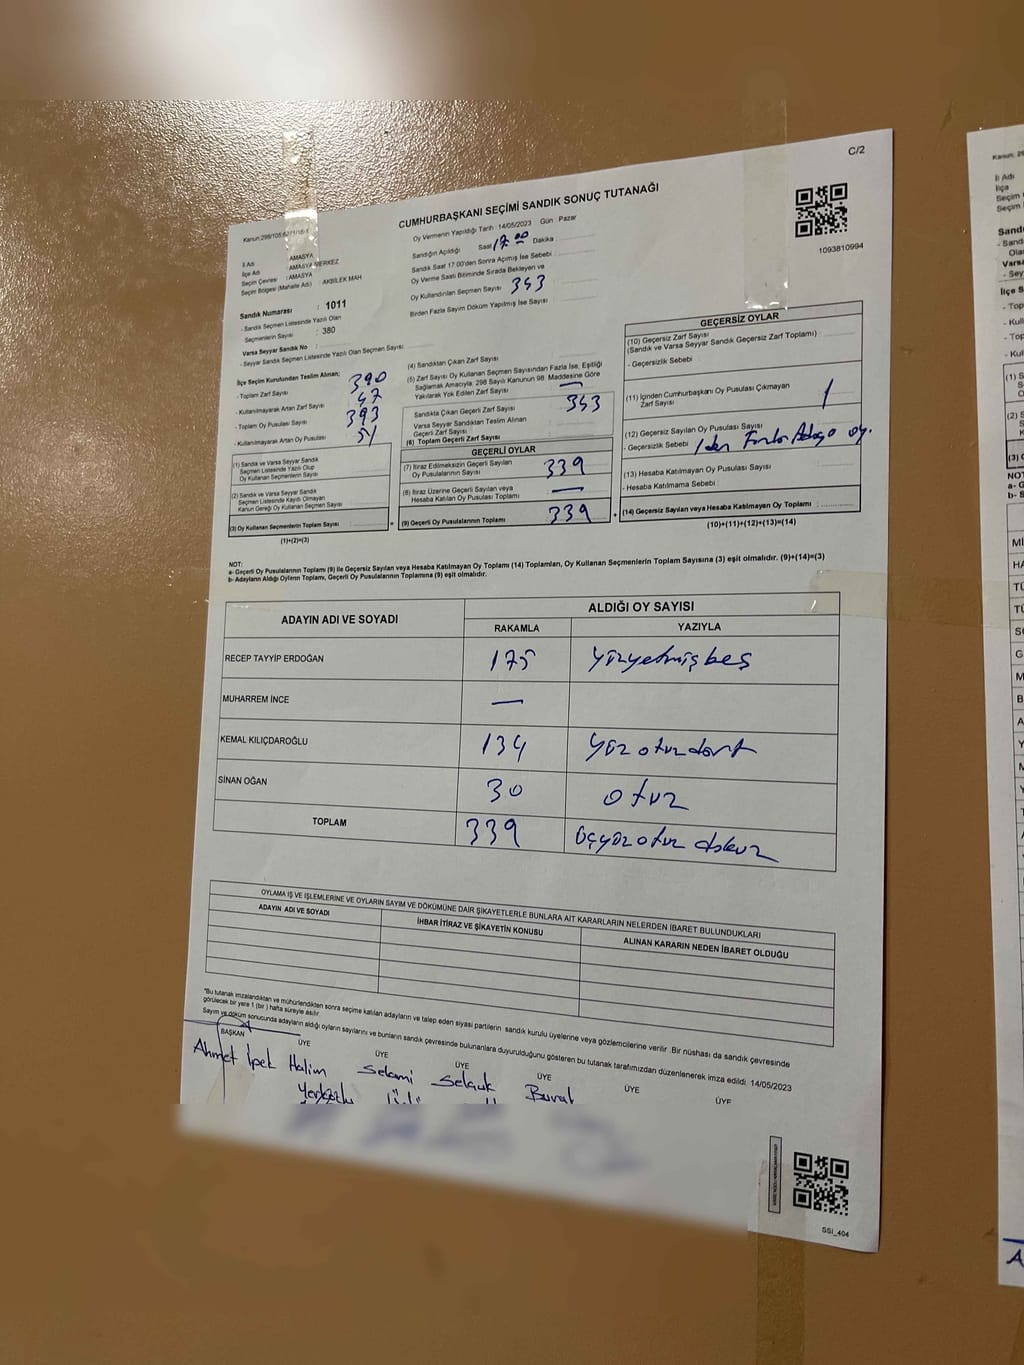 C/2
CUMHURBAŞKANI SEÇİMİ SANDIK SONUÇ TUTANAĞI
Oy Vermenin Yapıldığı Tarih :14/05/2023 Gün : Pazar
1093810994
İl Adı : AMASYA
İlçe Adı : AMASYA MERKEZ
Seçim Çevresi : AMASYA
Seçim Bölgesi (Mahalle Adı) : AKBİLEK MAH
Sandık Numarası : 1011
- Sandık Seçmen Listesinde Yazılı Olan
Seçmenlerin Sayısı : 380
Varsa Seyyar Sandık No :
- Seyyar Sandık Seçmen Listesinde Yazılı Olan Seçmen Sayısı:
Sandığın Açıldığı Saat 17 00 Dakika
Sandık Saat 17.00'den Sonra Açılmış İse Sebebi :
Oy Verme Saati Bitiminde Sırada Bekleyen ve
Oy Kullandırılan Seçmen Sayısı 343
Birden Fazla Sayım Döküm Yapılmış İse Sayısı
İlçe Seçim Kurulundan Teslim Alınan;
- Toplam Zarf Sayısı 390
- Kullanılmayarak Artan Zarf Sayısı 47
- Toplam Oy Pusulası Sayısı 393
- Kullanılmayarak Artan Oy Pusulası 51
(1) Sandık ve Varsa Seyyar Sandık
Seçmen Listesinde Yazılı Olup
Oy Kullanan Seçmenlerin Sayısı
(2) Sandık ve Varsa Seyyar Sandık
Seçmen Listesinde Kayıtlı Olmayan
Kanun Gereği Oy Kullanan Seçmen Sayısı
(3) Oy Kullanan Seçmenlerin Toplam Sayısı
(1)+(2)=(3)
(4) Sandıktan Çıkan Zarf Sayısı
(5) Zarf Sayısı Oy Kullanan Seçmen Sayısından Fazla İse, Eşitliği
Sağlamak Amacıyla, 298 Sayılı Kanunun 98. Maddesine Göre
Yakılarak Yok Edilen Zarf Sayısı —
Sandıkta Çıkan Geçerli Zarf Sayısı 343
Varsa Seyyar Sandıktan Teslim Alınan
Geçerli Zarf Sayısı
(6) Toplam Geçerli Zarf Sayısı
GEÇERLİ OYLAR
(7) İtiraz Edilmeksizin Geçerli Sayılan
Oy Pusulalarının Sayısı 339
(8) İtiraz Üzerine Geçerli Sayılan ve
Hesaba Katılan Oy Pusulası Toplamı —
(9) Geçerli Oy Pusulalarının Toplamı 339
GEÇERSİZ OYLAR
(10) Geçersiz Zarf Sayısı
(Sandık ve Varsa Seyyar Sandık Geçersiz Zarf Toplamı)
- Geçersizlik Sebebi
(11) İçinden Cumhurbaşkanı Oy Pusulası Çıkmayan
Zarf Sayısı 1
(12) Geçersiz Sayılan Oy Pusulası Sayısı
- Geçersizlik Sebebi 1 den Fazla Adaya oy.
(13) Hesaba Katılmayan Oy Pusulası Sayısı
- Hesaba Katılmama Sebebi :
(14) Geçersiz Sayılan veya Hesaba Katılmayan Oy Toplamı :
(10)+(11)+(12)+(13)=(14)
NOT:
a- Geçerli Oy Pusulalarının Toplamı (9) ile Geçersiz Sayılan veya Hesaba Katılmayan Oy Toplamı (14) Toplamları, Oy Kullanan Seçmenlerin Toplam Sayısına (3) eşit olmalıdır. (9)+(14)=(3)
b- Adayların Aldığı Oyların Toplamı, Geçerli Oy Pusulalarının Toplamına (9) eşit olmalıdır.
ADAYIN ADI VE SOYADI ALDIĞI OY SAYISI
RAKAMLA YAZIYLA
RECEP TAYYİP ERDOĞAN 175 Yüzyetmişbeş
MUHARREM İNCE —
KEMAL KILIÇDAROĞLU 134 Yüz otuz dört
SİNAN OĞAN 30 otuz
TOPLAM 339 üçyüz otuz dokuz
OYLAMA İŞ VE İŞLEMLERİNE VE OYLARIN SAYIM VE DÖKÜMÜNE DAİR ŞİKAYETLERLE BUNLARA AİT KARARLARIN NELERDEN İBARET BULUNDUKLARI
ADAYIN ADI VE SOYADI İHBAR İTİRAZ VE ŞİKAYETİN KONUSU ALINAN KARARIN NEDEN İBARET OLDUĞU
"Bu tutanak imzalandıktan ve mühürlendikten sonra seçime katılan adayların ve talep eden siyasi partilerin sandık kurulu üyelerine veya gözlemcilerine verilir .Bir nüshası da sandık çevresinde
görülecek bir yere 1 (bir ) hafta süreyle asılır
Sayım ve döküm sonucunda adayların aldığı oyların sayılarını ve bunların sandık çevresinde bulunanlara duyurulduğunu gösteren bu tutanak tarafımızdan düzenlenerek imza edildi. 14/05/2023
BAŞKAN ÜYE ÜYE ÜYE ÜYE ÜYE ÜYE
Ahmet İpek Halim Selami Selçuk Burat
SSI_404